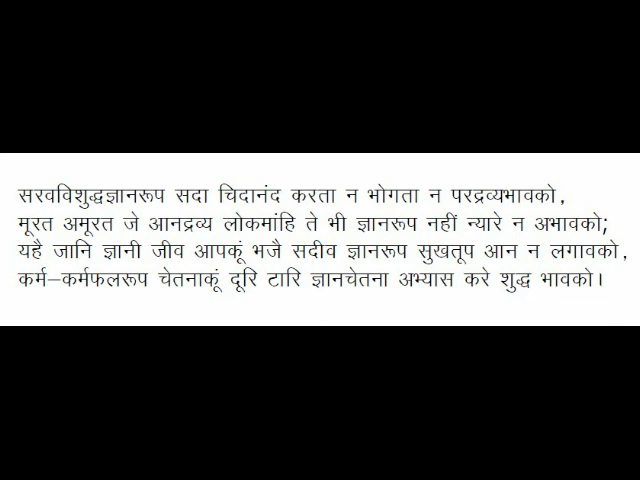 सरवविशुद्धज्ञानरूप सदा चिदानंद करता न भोगता न परद्रव्यभावको,
मूरत अमूरत जे आनद्रव्य लोकमांहि ते भी ज्ञानरूप नहीं न्यारे न अभावको;
यहै जानि ज्ञानी जीव आपकूं भजै सदीव ज्ञानरूप सुखतूप आन न लगावको,
कर्म–कर्मफलरूप चेतनाकूं दूरि टारि ज्ञानचेतना अभ्यास करे शुद्ध भावको।